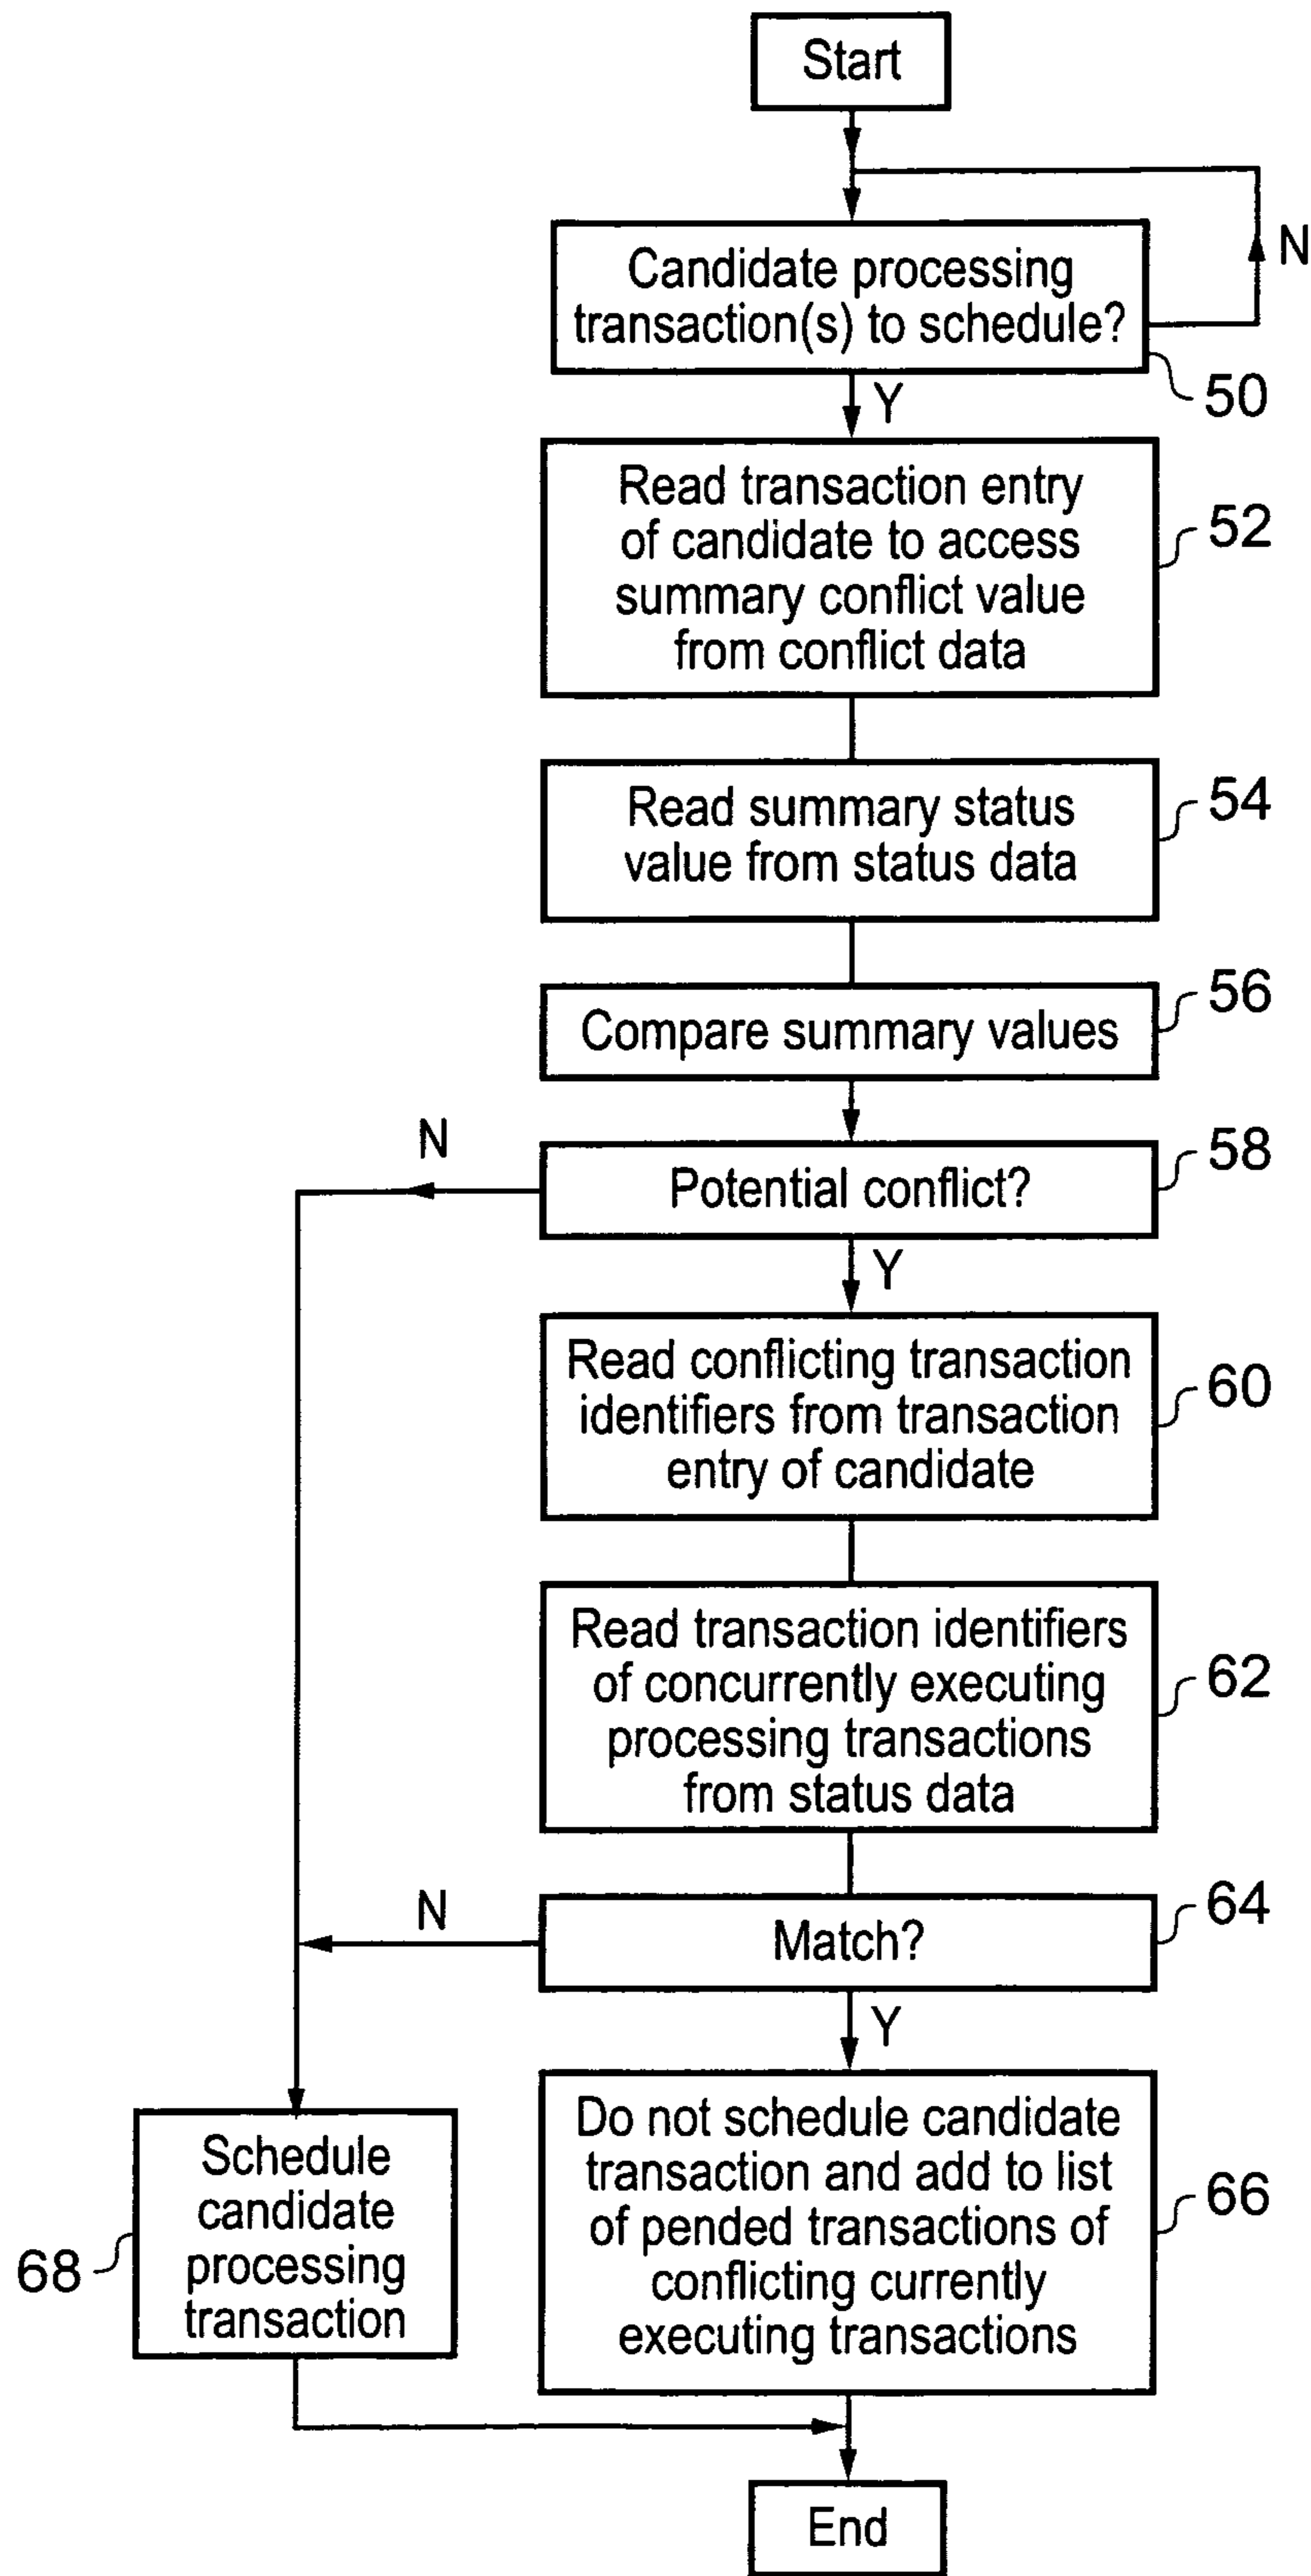 Start
Candidate processing
transaction(s) to schedule?
N
50
Y
Read transaction entry
of candidate to access
summary conflict value
from conflict data
52
Read summary status
value from status data
54
Compare summary values
56
N
Potential conflict?
58
Y
Read conflicting transaction
identifiers from transaction
entry of candidate
60
Read transaction identifiers
of concurrently executing
processing transactions
from status data
62
N
Match?
64
Y
Do not schedule candidate
transaction and add to list
of pended transactions of
conflicting currently
executing transactions
66
Schedule
candidate
processing
transaction
68
End